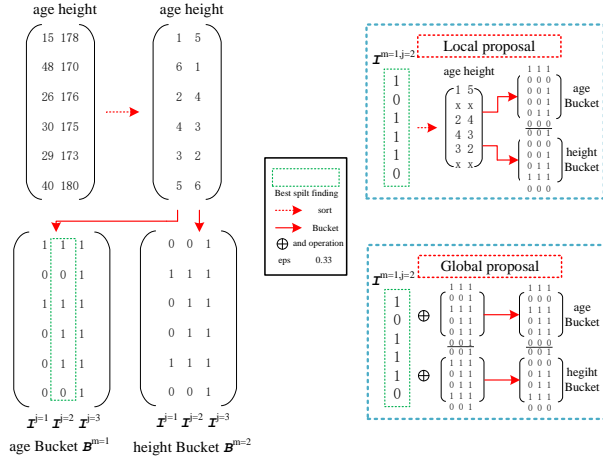 age height
15 178
48 170
26 176
30 175
29 173
40 180
age height
1 5
6 1
2 4
4 3
3 2
5 6
1 1 1
0 0 1
1 1 1
0 1 1
0 1 1
0 0 1
I^j=1 I^j=2 I^j=3
age Bucket B^m=1
0 0 1
1 1 1
0 1 1
0 1 1
1 1 1
0 0 1
I^j=1 I^j=2 I^j=3
height Bucket B^m=2
Best spilt finding
sort
Bucket
⊕ and operation
eps 0.33
Local proposal
I^m=1,j=2
1
0
1
1
1
0
age height
1 5
x x
2 4
4 3
3 2
x x
1 1 1
0 0 0
0 0 1
0 1 1
0 1 1
0 0 0
0 0 1
0 0 0
0 1 1
0 1 1
1 1 1
0 0 0
age
Bucket
height
Bucket
Global proposal
I^m=1,j=2
1
0
1
1
1
0
⊕
⊕
1 1 1
0 0 1
1 1 1
0 1 1
0 1 1
0 0 1
0 0 1
1 1 1
0 1 1
0 1 1
1 1 1
0 0 1
1 1 1
0 0 0
1 1 1
0 1 1
0 1 1
0 0 0
0 0 1
0 0 0
0 1 1
0 1 1
1 1 1
0 0 0
age
Bucket
hegiht
Bucket